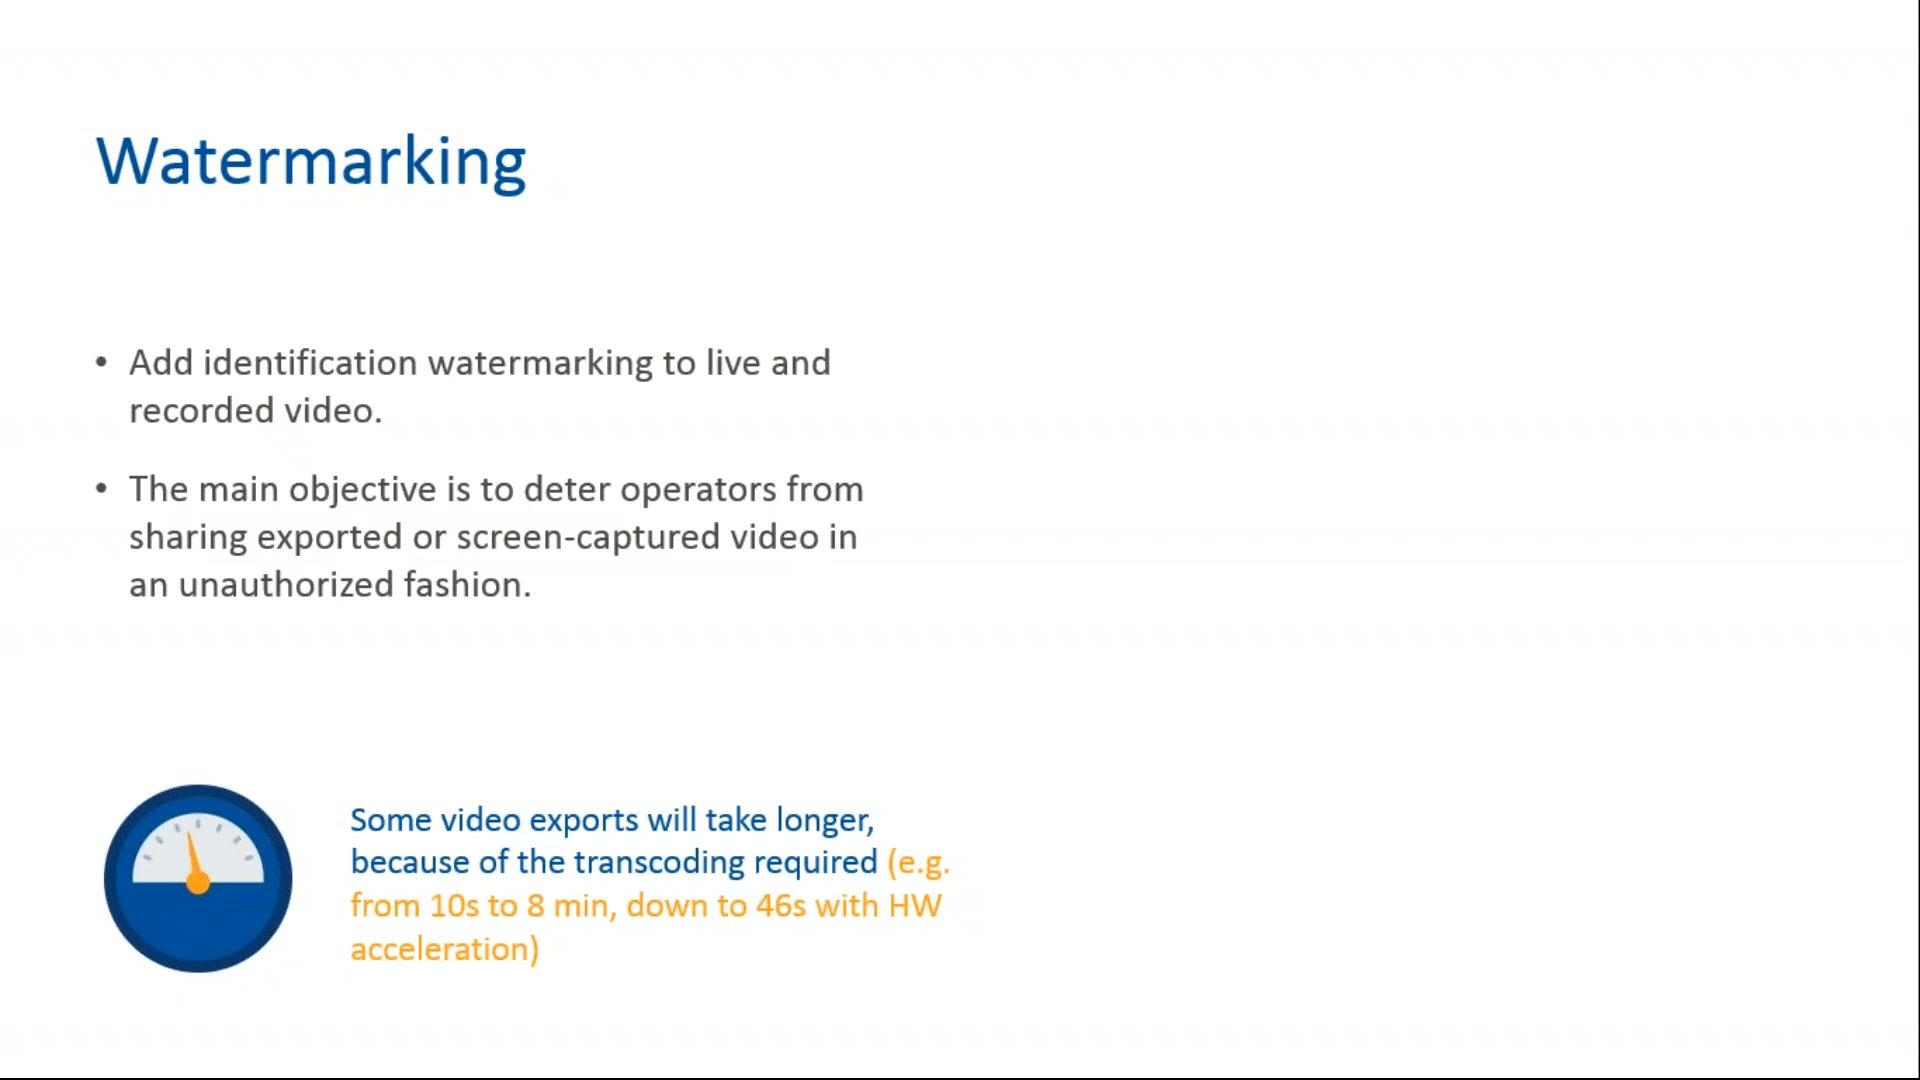 Watermarking
• Add identification watermarking to live and
recorded video.
• The main objective is to deter operators from
sharing exported or screen-captured video in
an unauthorized fashion.
Some video exports will take longer,
because of the transcoding required (e.g.
from 10s to 8 min, down to 46s with HW
acceleration)